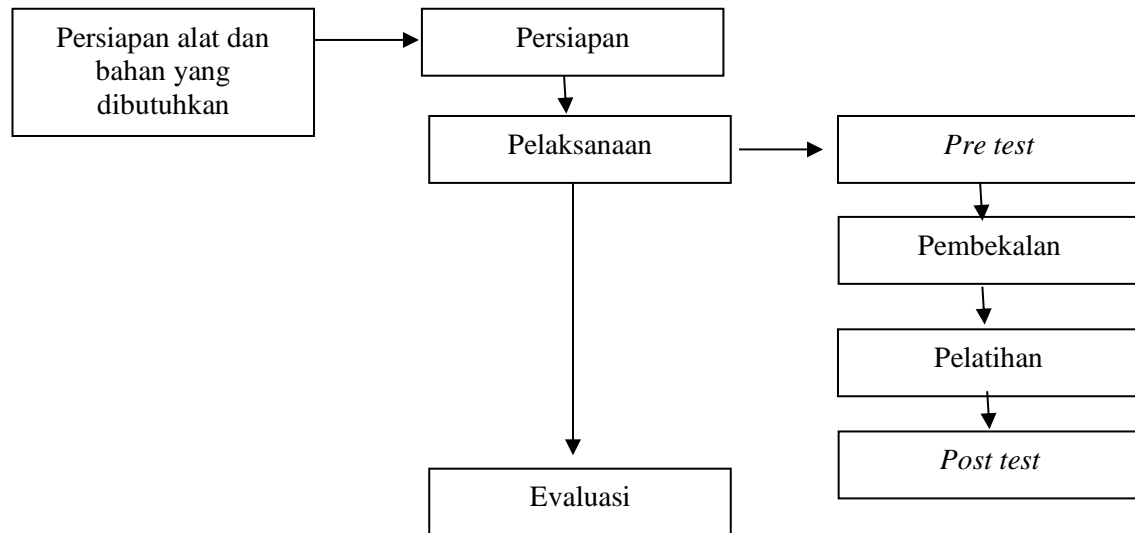 Persiapan alat dan
bahan yang
dibutuhkan
Persiapan
Pelaksanaan
Pre test
Pembekalan
Pelatihan
Post test
Evaluasi